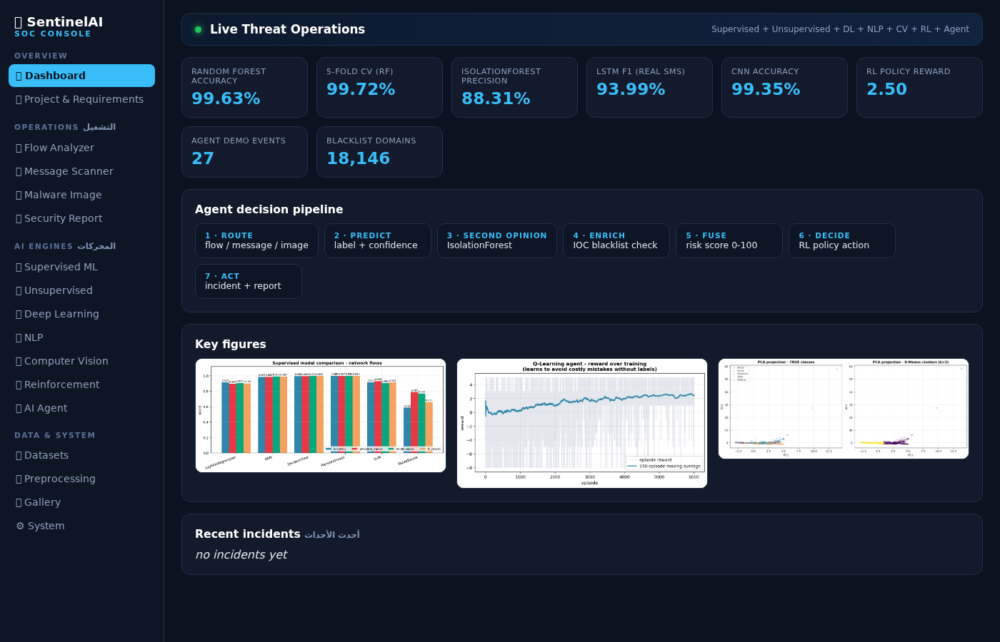 SentinelAI
SOC CONSOLE
OVERVIEW
Dashboard
Project & Requirements
OPERATIONS التشغيل
Flow Analyzer
Message Scanner
Malware Image
Security Report
AI ENGINES المحركات
Supervised ML
Unsupervised
Deep Learning
NLP
Computer Vision
Reinforcement
AI Agent
DATA & SYSTEM
Datasets
Preprocessing
Gallery
⚙ System
Live Threat Operations
Supervised + Unsupervised + DL + NLP + CV + RL + Agent
RANDOM FOREST
ACCURACY
99.63%
5-FOLD CV (RF)
99.72%
ISOLATIONFOREST
PRECISION
88.31%
LSTM F1 (REAL SMS)
93.99%
CNN ACCURACY
99.35%
RL POLICY REWARD
2.50
AGENT DEMO EVENTS
27
BLACKLIST DOMAINS
18,146
Agent decision pipeline
1 · ROUTE
flow / message / image
2 · PREDICT
label + confidence
3 · SECOND OPINION
IsolationForest
4 · ENRICH
IOC blacklist check
5 · FUSE
risk score 0-100
6 · DECIDE
RL policy action
7 · ACT
incident + report
Key figures
Supervised model comparison - network flows
score
1.0
0.8
0.6
0.4
0.2
0.0
LogisticRegression
KNN
DecisionTree
RandomForest
SVM
NaiveBayes
accuracy
precision_macro
recall_macro
f1_macro
Q-Learning agent - reward over training
(learns to avoid costly mistakes without labels)
reward
4
2
0
−2
−4
−6
−8
0 1000 2000 3000 4000 5000 6000
episode
episode reward
150-episode moving average
PCA projection - TRUE classes
PCA projection - K-Means clusters (k=2)
Recent incidents أحدث الأحداث
no incidents yet